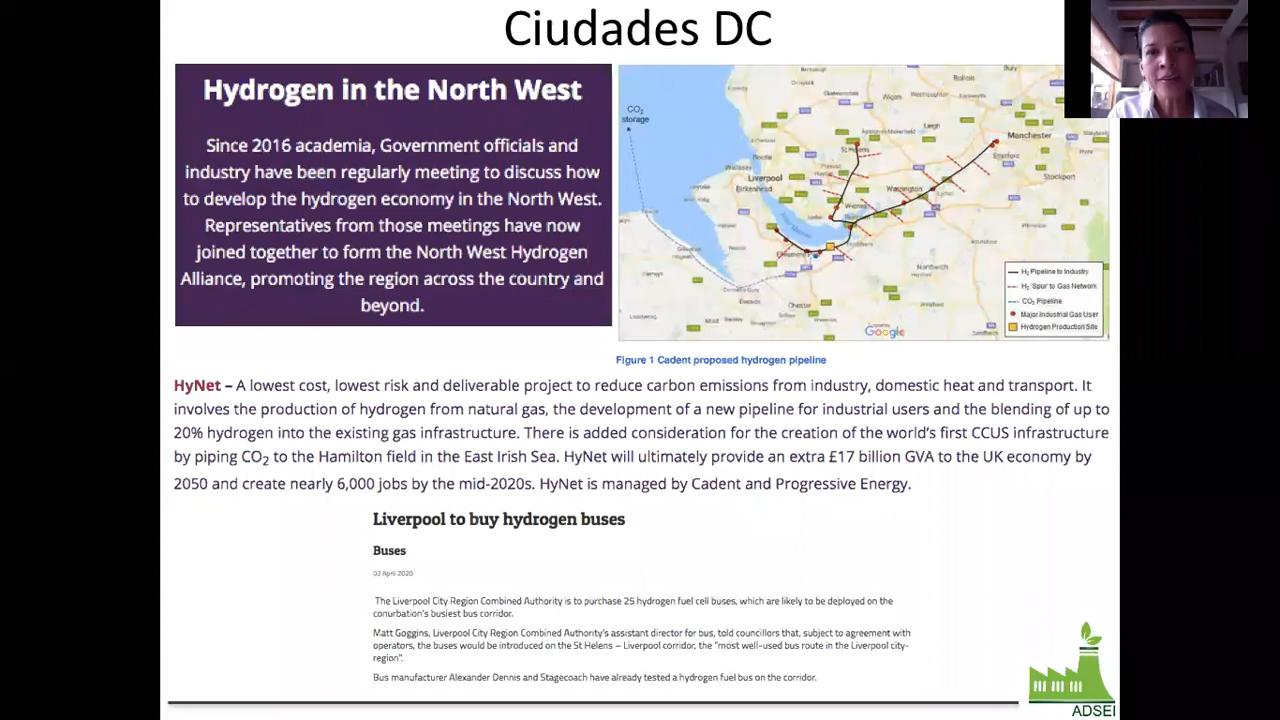 Ciudades DC
Hydrogen in the North West
Since 2016 academia, Government officials and
industry have been regularly meeting to discuss how
to develop the hydrogen economy in the North West.
Representatives from those meetings have now
joined together to form the North West Hydrogen
Alliance, promoting the region across the country and
beyond.
CO2
storage
Bury
Bolton
Wigan
Leigh
Manchester
St Helens
Stretford
Liverpool
Birkenhead
Wallasey
Bootle
Warrington
Stockport
Widnes
Northwich
Chester
H2 Pipeline to Industry
H2 'Spur' to Gas Network
CO2 Pipeline
Major Industrial Gas User
Hydrogen Production Site
Google
Figure 1 Cadent proposed hydrogen pipeline
HyNet – A lowest cost, lowest risk and deliverable project to reduce carbon emissions from industry, domestic heat and transport. It
involves the production of hydrogen from natural gas, the development of a new pipeline for industrial users and the blending of up to
20% hydrogen into the existing gas infrastructure. There is added consideration for the creation of the world's first CCUS infrastructure
by piping CO2 to the Hamilton field in the East Irish Sea. HyNet will ultimately provide an extra £17 billion GVA to the UK economy by
2050 and create nearly 6,000 jobs by the mid-2020s. HyNet is managed by Cadent and Progressive Energy.
Liverpool to buy hydrogen buses
Buses
03 April 2020
The Liverpool City Region Combined Authority is to purchase 25 hydrogen fuel cell buses, which are likely to be deployed on the
conurbation's busiest bus corridor.
Matt Goggins, Liverpool City Region Combined Authority's assistant director for bus, told councillors that, subject to agreement with
operators, the buses would be introduced on the St Helens – Liverpool corridor, the "most well-used bus route in the Liverpool city-
region".
Bus manufacturer Alexander Dennis and Stagecoach have already tested a hydrogen fuel bus on the corridor.
ADSEI